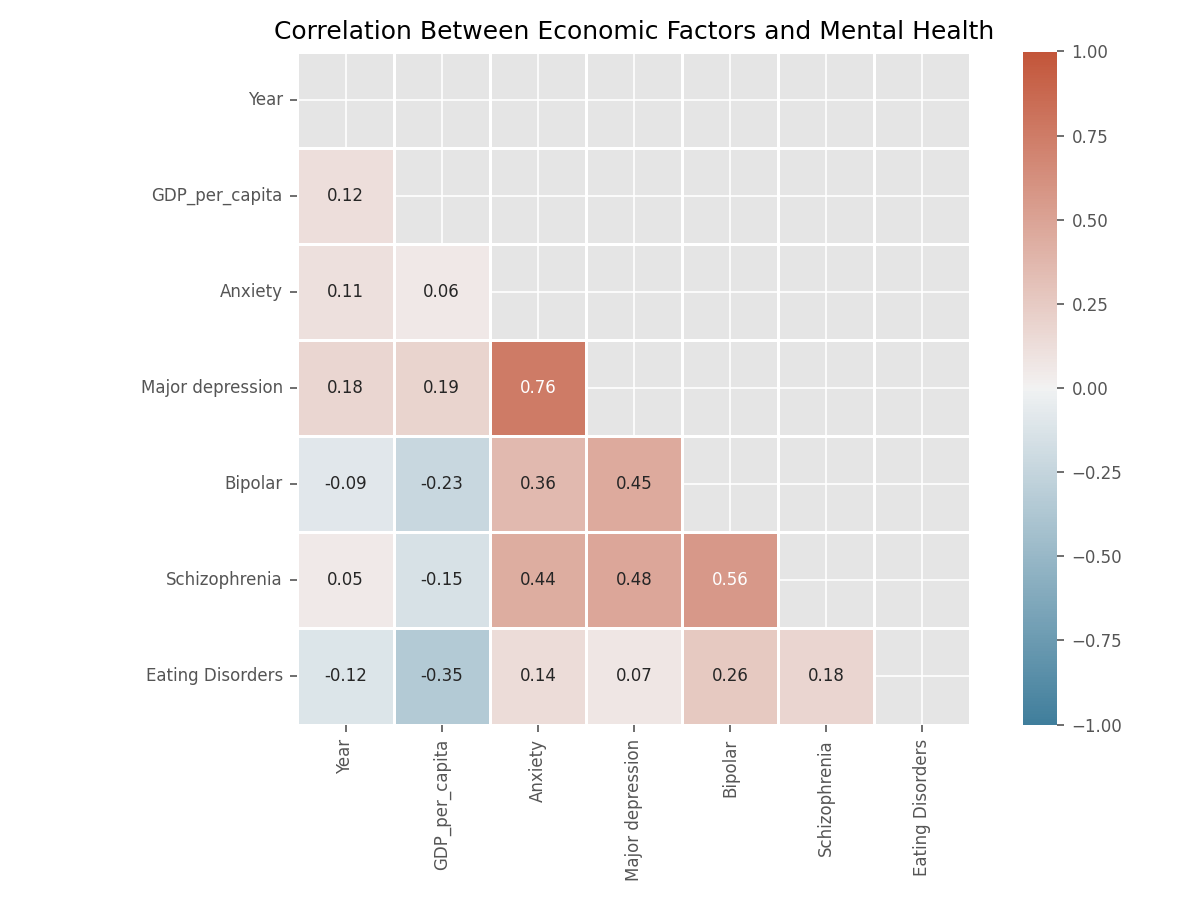 Correlation Between Economic Factors and Mental Health
1.00
Year
0.75
GDP_per_capita 0.12
0.50
Anxiety 0.11 0.06
0.25
Major depression 0.18 0.19 0.76
0.00
Bipolar -0.09 -0.23 0.36 0.45
−0.25
−0.50
Schizophrenia 0.05 -0.15 0.44 0.48 0.56
−0.75
Eating Disorders -0.12 -0.35 0.14 0.07 0.26 0.18
−1.00
Year
GDP_per_capita
Anxiety
Major depression
Bipolar
Schizophrenia
Eating Disorders